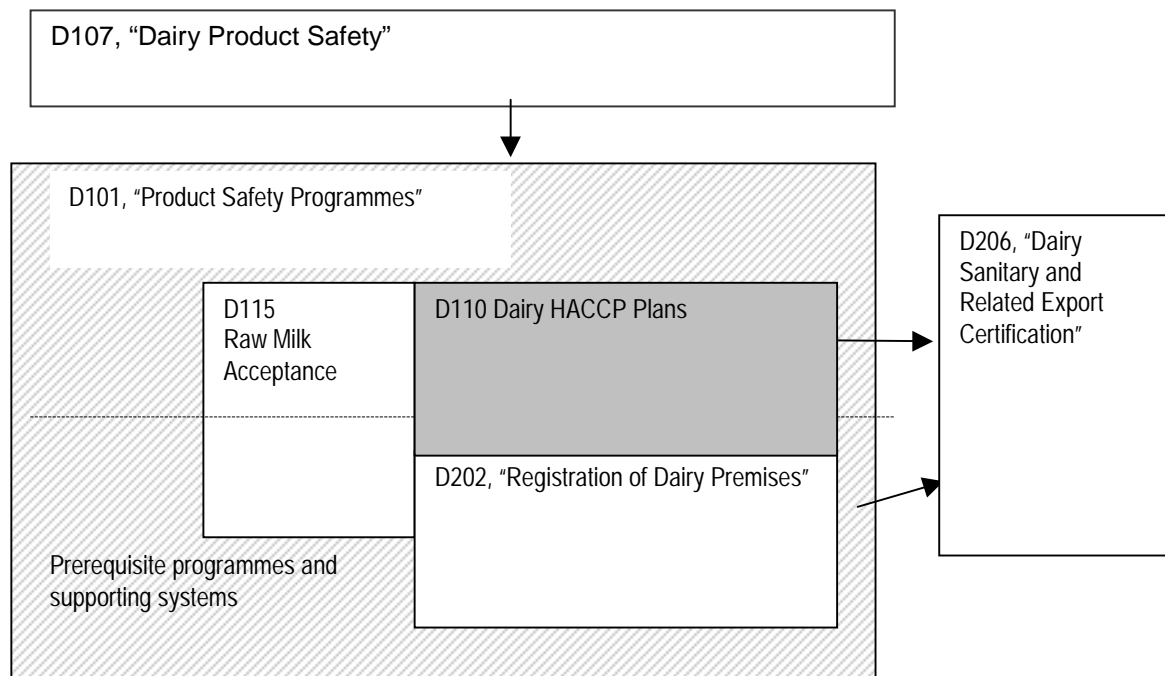 D107, “Dairy Product Safety”
D101, “Product Safety Programmes”
D115
Raw Milk
Acceptance
D110 Dairy HACCP Plans
D206, “Dairy
Sanitary and
Related Export
Certification”
D202, “Registration of Dairy Premises”
Prerequisite programmes and
supporting systems